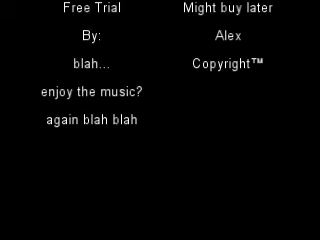 Free Trial Might buy later
By: Alex
blah... Copyright™
enjoy the music?
again blah blah